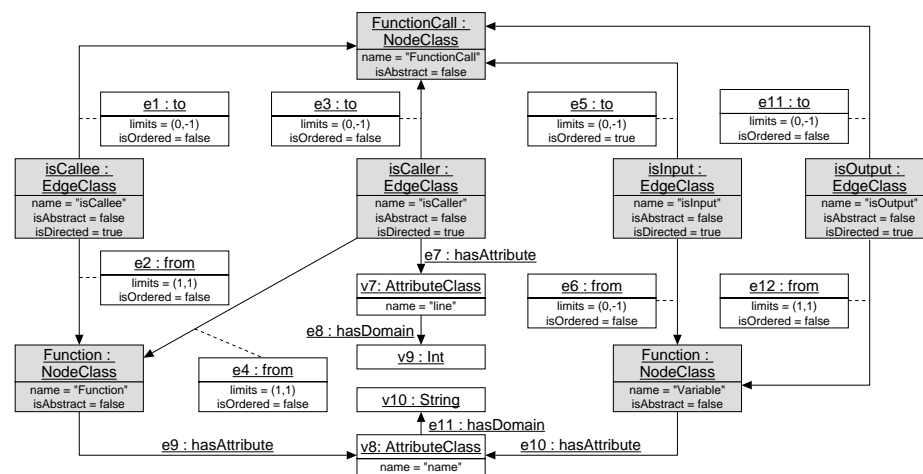 FunctionCall :
NodeClass
name = "FunctionCall"
isAbstract = false
e1 : to
limits = (0,-1)
isOrdered = false
e3 : to
limits = (0,-1)
isOrdered = false
e5 : to
limits = (0,-1)
isOrdered = true
e11 : to
limits = (0,-1)
isOrdered = false
isCallee :
EdgeClass
name = "isCallee"
isAbstract = false
isDirected = true
isCaller :
EdgeClass
name = "isCaller"
isAbstract = false
isDirected = true
isInput :
EdgeClass
name = "isInput"
isAbstract = false
isDirected = true
isOutput :
EdgeClass
name = "isOutput"
isAbstract = false
isDirected = true
e2 : from
limits = (1,1)
isOrdered = false
e7 : hasAttribute
v7: AttributeClass
name = "line"
e6 : from
limits = (0,-1)
isOrdered = false
e12 : from
limits = (1,1)
isOrdered = false
e8 : hasDomain
v9 : Int
Function :
NodeClass
name = "Function"
isAbstract = false
e4 : from
limits = (1,1)
isOrdered = false
Function :
NodeClass
name = "Variable"
isAbstract = false
v10 : String
e11 : hasDomain
e9 : hasAttribute
v8: AttributeClass
name = "name"
e10 : hasAttribute